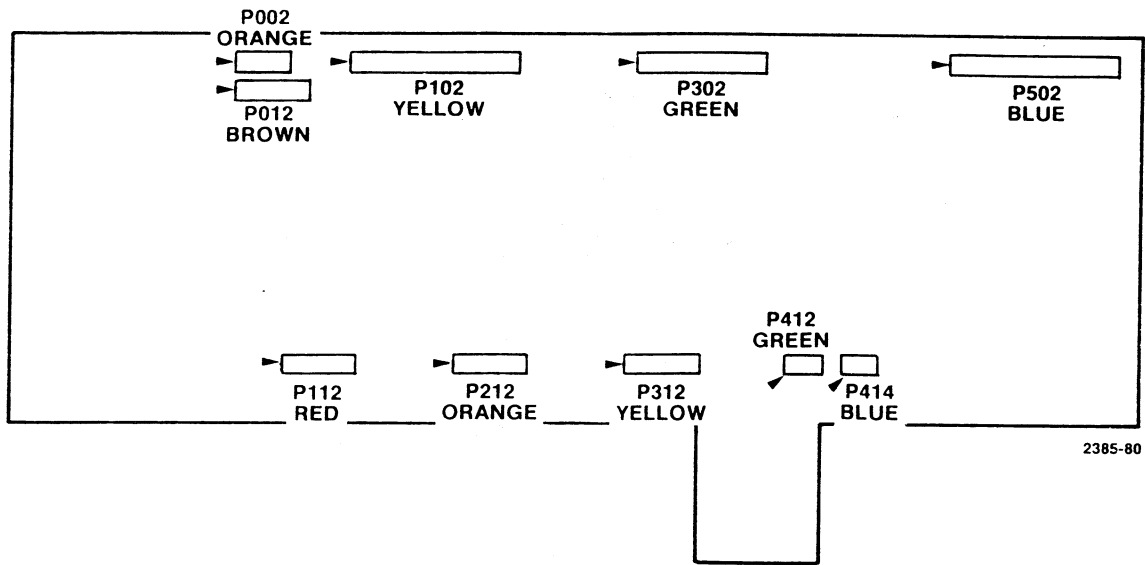 P002
ORANGE
P012
BROWN
P102
YELLOW
P302
GREEN
P502
BLUE
P112
RED
P212
ORANGE
P312
YELLOW
P412
GREEN
P414
BLUE
2385-80